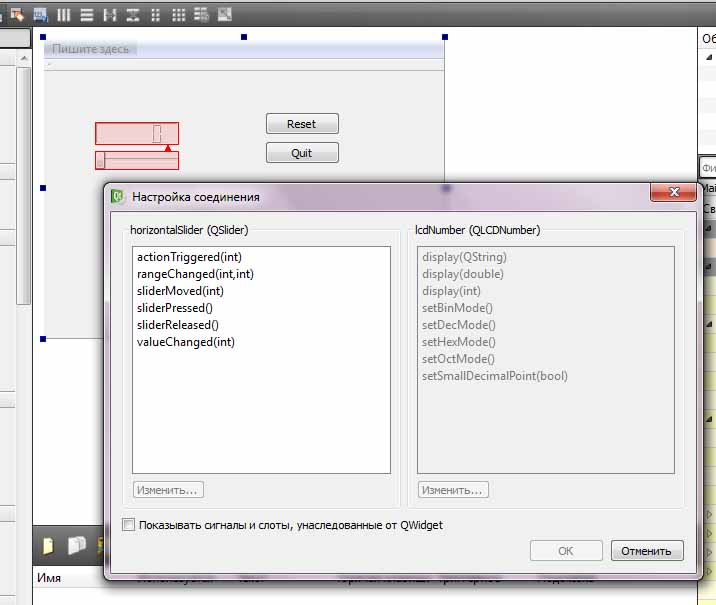 Об
Пишите здесь
Reset
Quit
Фи
Настройка соединения
Mai
Св
horizontalSlider (QSlider)
lcdNumber (QLCDNumber)
actionTriggered(int)
rangeChanged(int,int)
sliderMoved(int)
sliderPressed()
sliderReleased()
valueChanged(int)
display(QString)
display(double)
display(int)
setBinMode()
setDecMode()
setHexMode()
setOctMode()
setSmallDecimalPoint(bool)
Изменить...
Изменить...
Показывать сигналы и слоты, унаследованные от QWidget
OK
Отменить
Имя